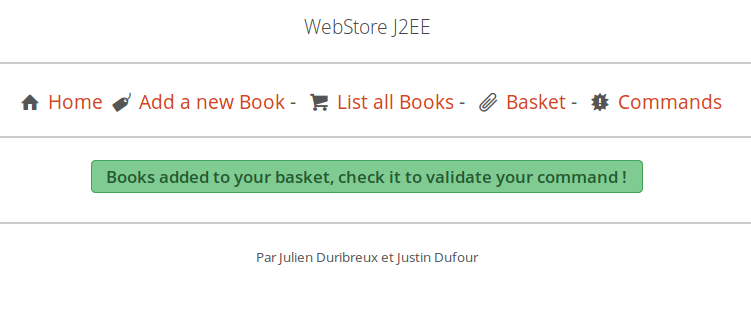 WebStore J2EE
Home Add a new Book - List all Books - Basket - Commands
Books added to your basket, check it to validate your command !
Par Julien Duribreux et Justin Dufour